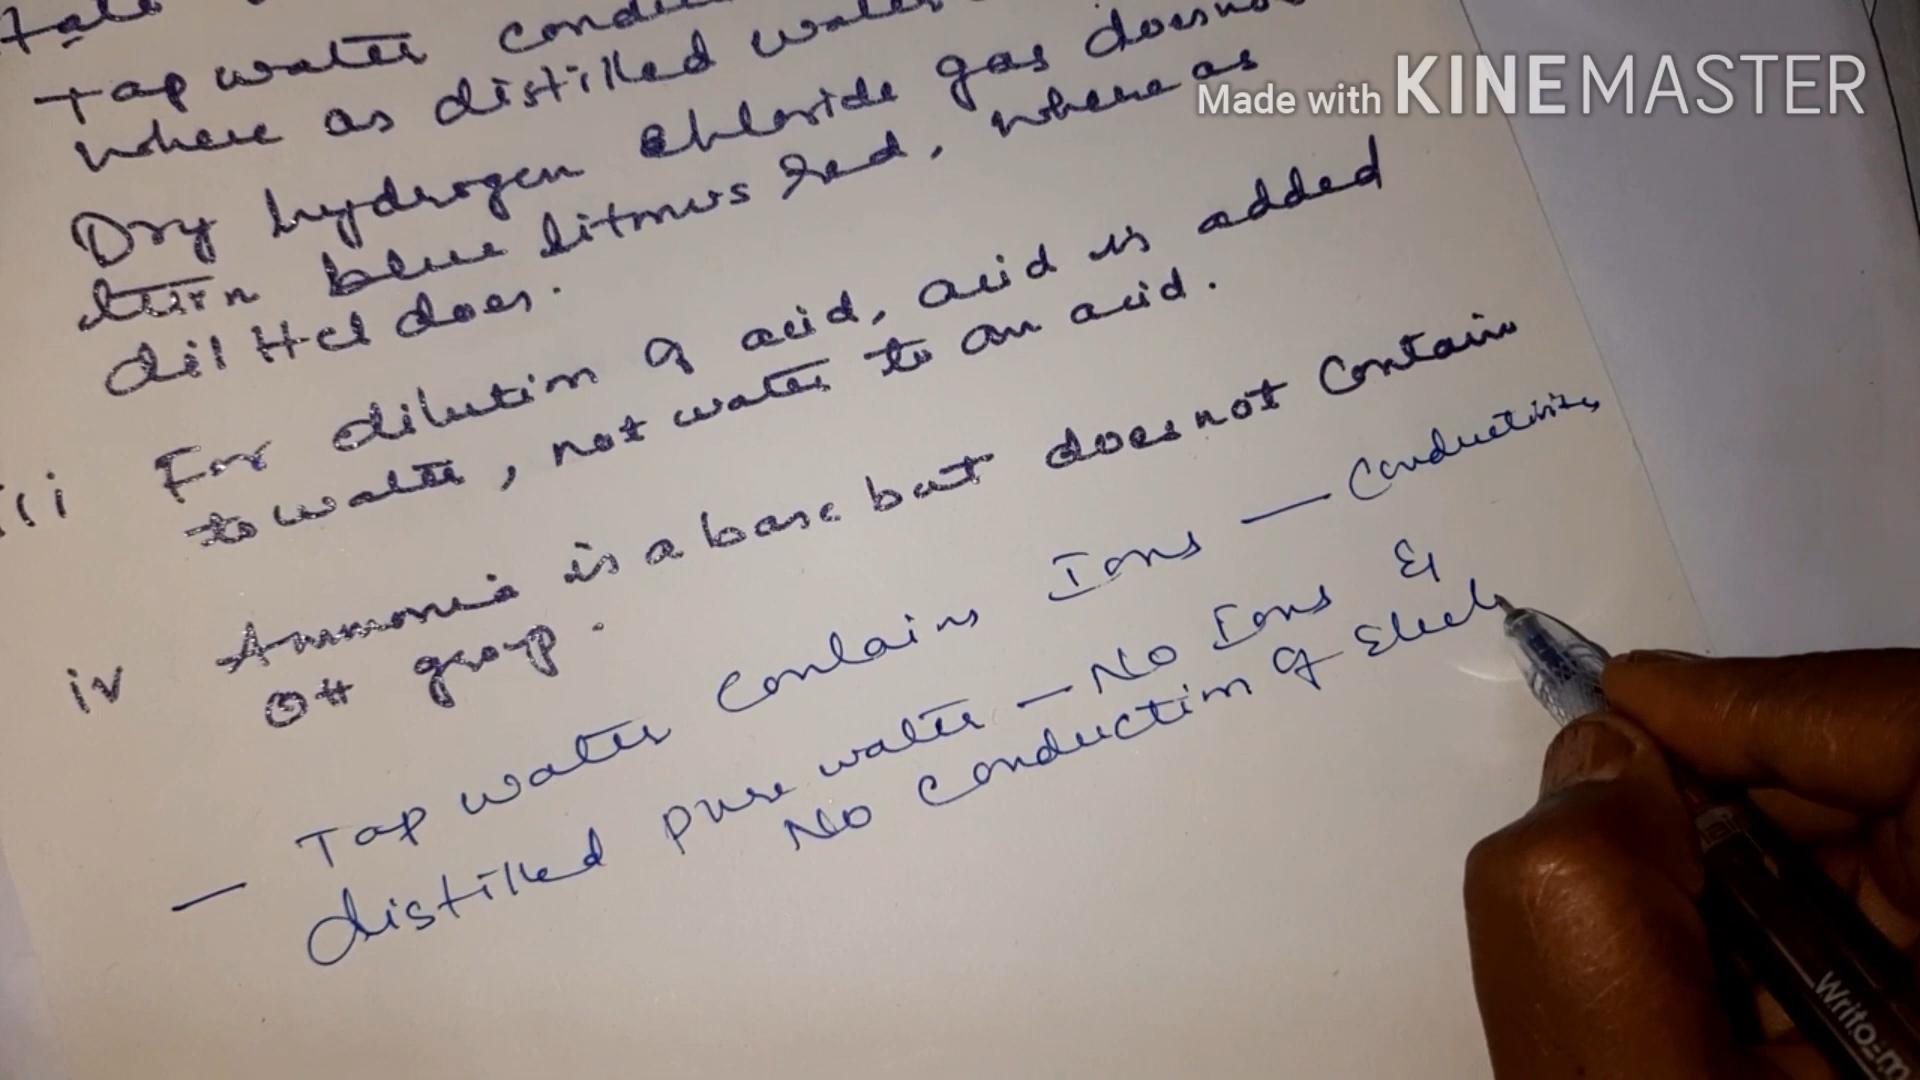 Tap water
where as distilled water
Dry hydrogen chloride gas does not
turn blue litmus red, where as
dil HCl does.
iii For dilution of acid, acid is added
to water, not water to an acid.
iv Ammonia is a base but does not contain
OH group.
— Tap water contains Ions — Conductivity
distilled pure water — No Ions &
No Conduction of Elect
Made with KINEMASTER
Writo-m